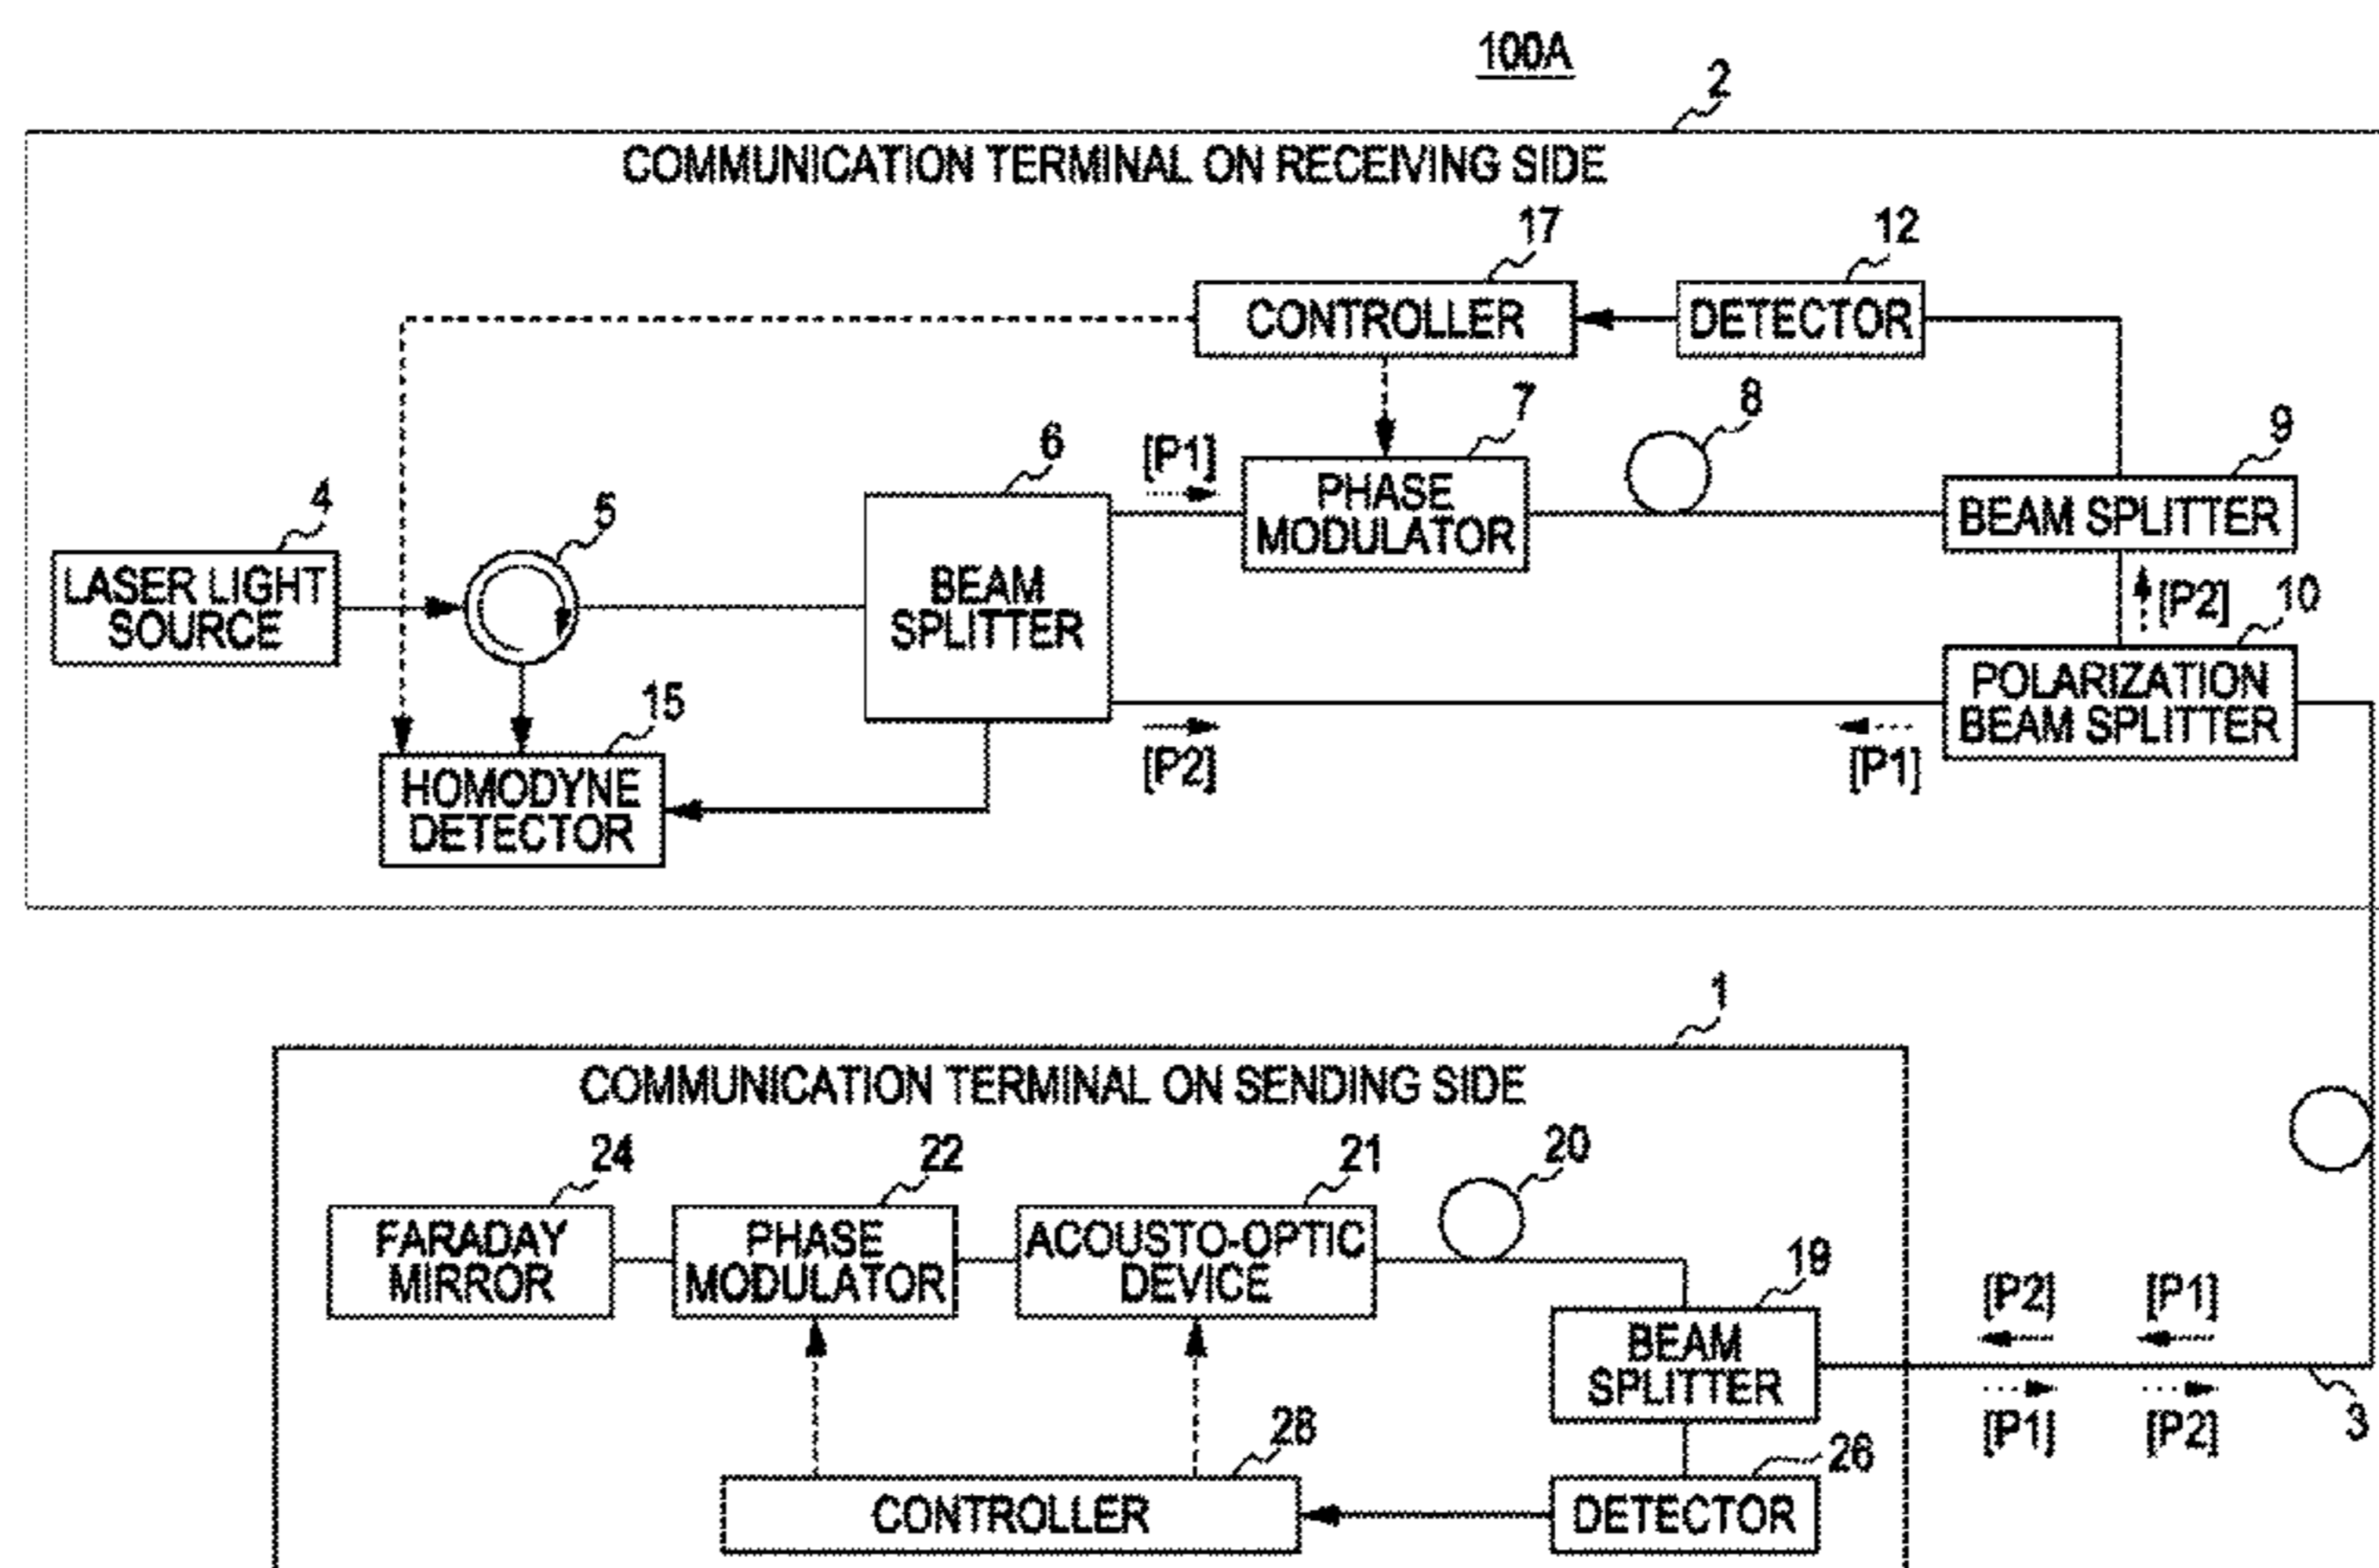 100A
2
COMMUNICATION TERMINAL ON RECEIVING SIDE
17
12
CONTROLLER
DETECTOR
7
8
9
6
[P1]
4
5
PHASE
MODULATOR
BEAM SPLITTER
LASER LIGHT
SOURCE
BEAM
SPLITTER
[P2]
10
15
POLARIZATION
BEAM SPLITTER
HOMODYNE
DETECTOR
[P2]
[P1]
1
COMMUNICATION TERMINAL ON SENDING SIDE
24
22
21
20
FARADAY
MIRROR
PHASE
MODULATOR
ACOUSTO-OPTIC
DEVICE
19
[P2]
[P1]
BEAM
SPLITTER
28
[P1]
[P2]
3
26
CONTROLLER
DETECTOR